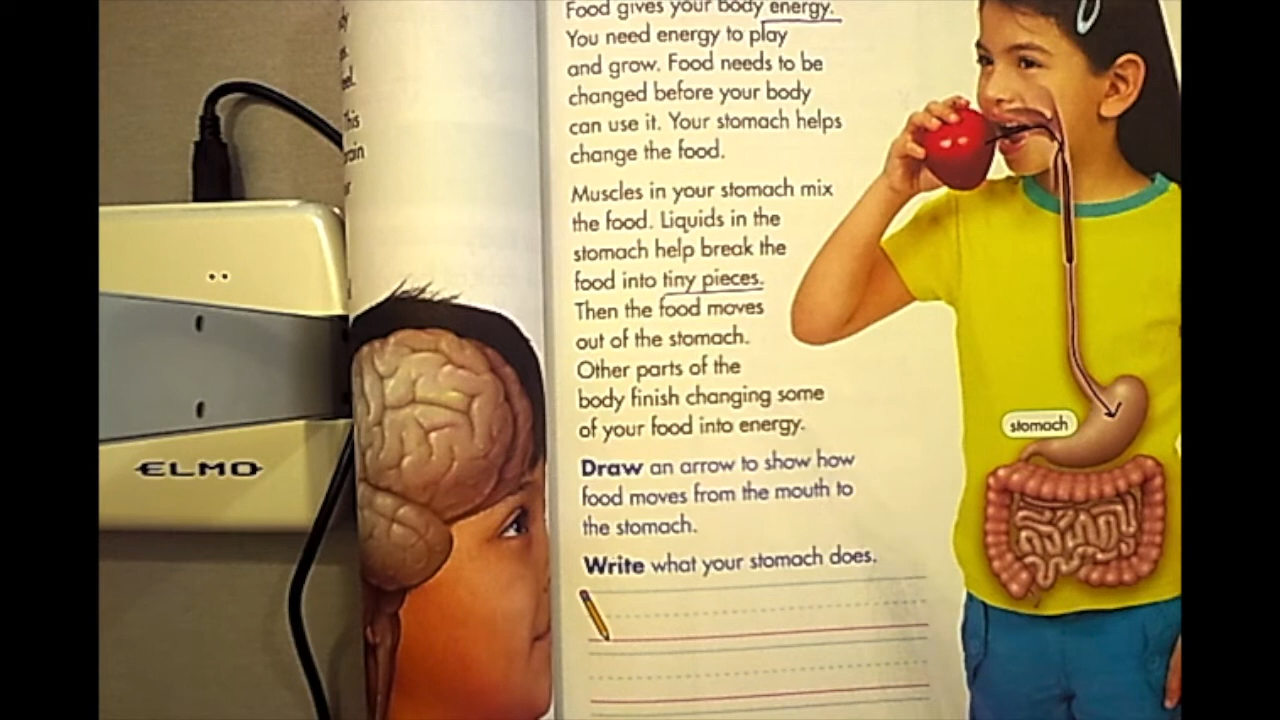 ELMO
This
Food gives your body energy.
You need energy to play
and grow. Food needs to be
changed before your body
can use it. Your stomach helps
change the food.
Muscles in your stomach mix
the food. Liquids in the
stomach help break the
food into tiny pieces.
Then the food moves
out of the stomach.
Other parts of the
body finish changing some
of your food into energy.
Draw an arrow to show how
food moves from the mouth to
the stomach.
Write what your stomach does.
stomach